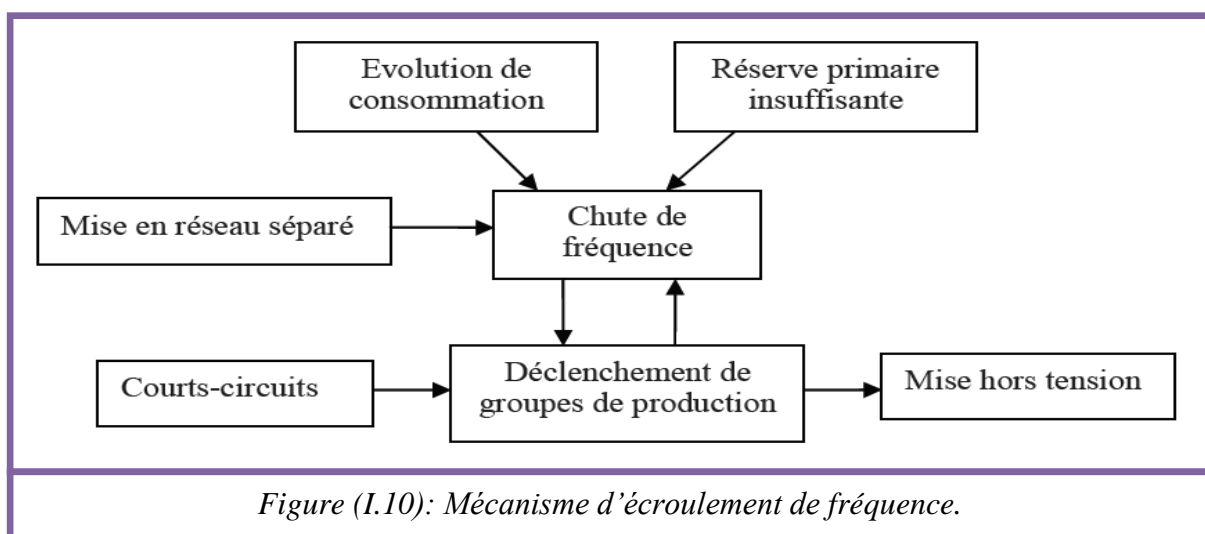 Evolution de
consommation
Réserve primaire
insuffisante
Mise en réseau séparé
Chute de
fréquence
Courts-circuits
Déclenchement de
groupes de production
Mise hors tension
Figure (I.10): Mécanisme d’écroulement de fréquence.